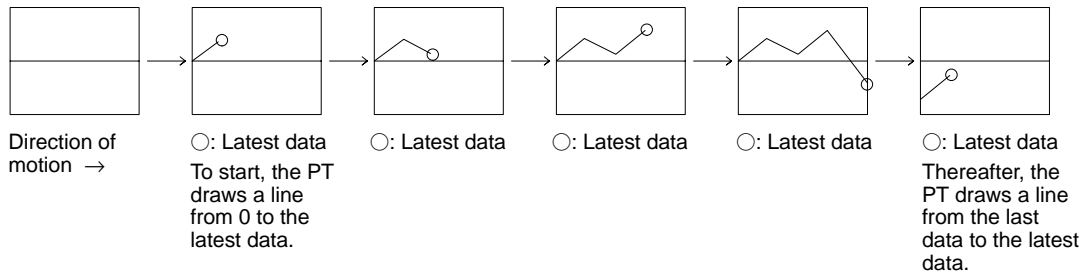 Direction of
motion →
○: Latest data
To start, the PT
draws a line
from 0 to the
latest data.
○: Latest data
○: Latest data
○: Latest data
○: Latest data
Thereafter, the
PT draws a line
from the last
data to the latest
data.